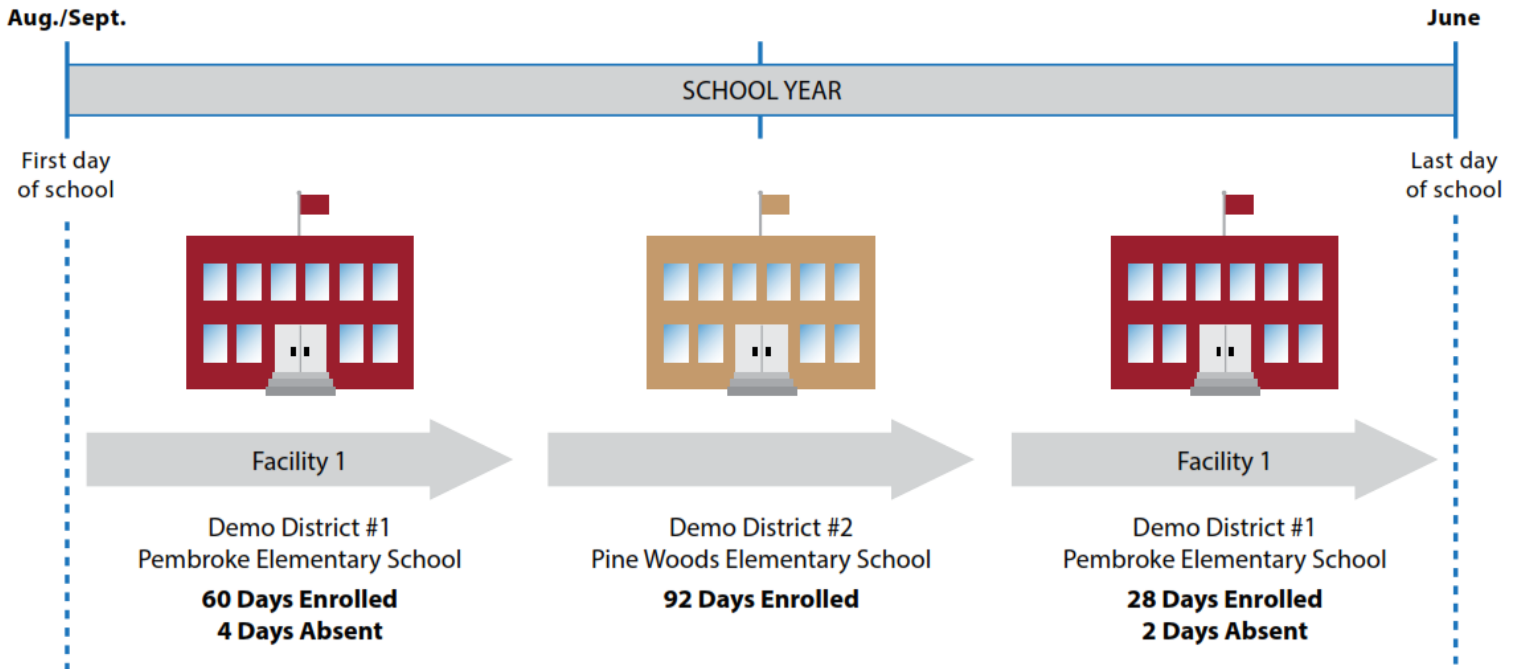 Aug./Sept.
June
SCHOOL YEAR
First day
of school
Last day
of school
Facility 1
Demo District #1
Pembroke Elementary School
60 Days Enrolled
4 Days Absent
Demo District #2
Pine Woods Elementary School
92 Days Enrolled
Facility 1
Demo District #1
Pembroke Elementary School
28 Days Enrolled
2 Days Absent